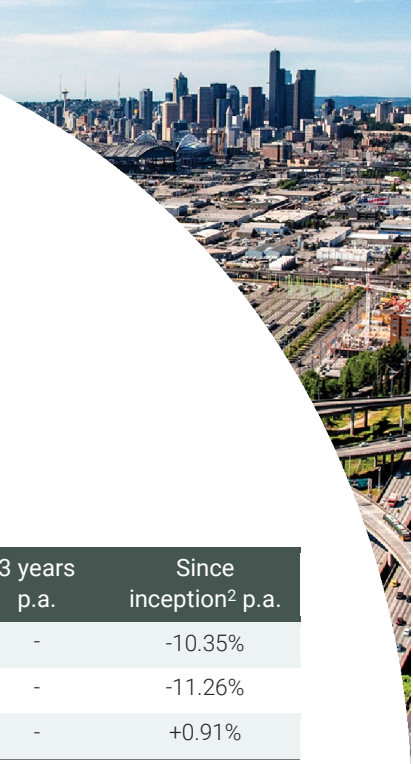 3 years Since
p.a. inception² p.a.
- -10.35%
- -11.26%
- +0.91%